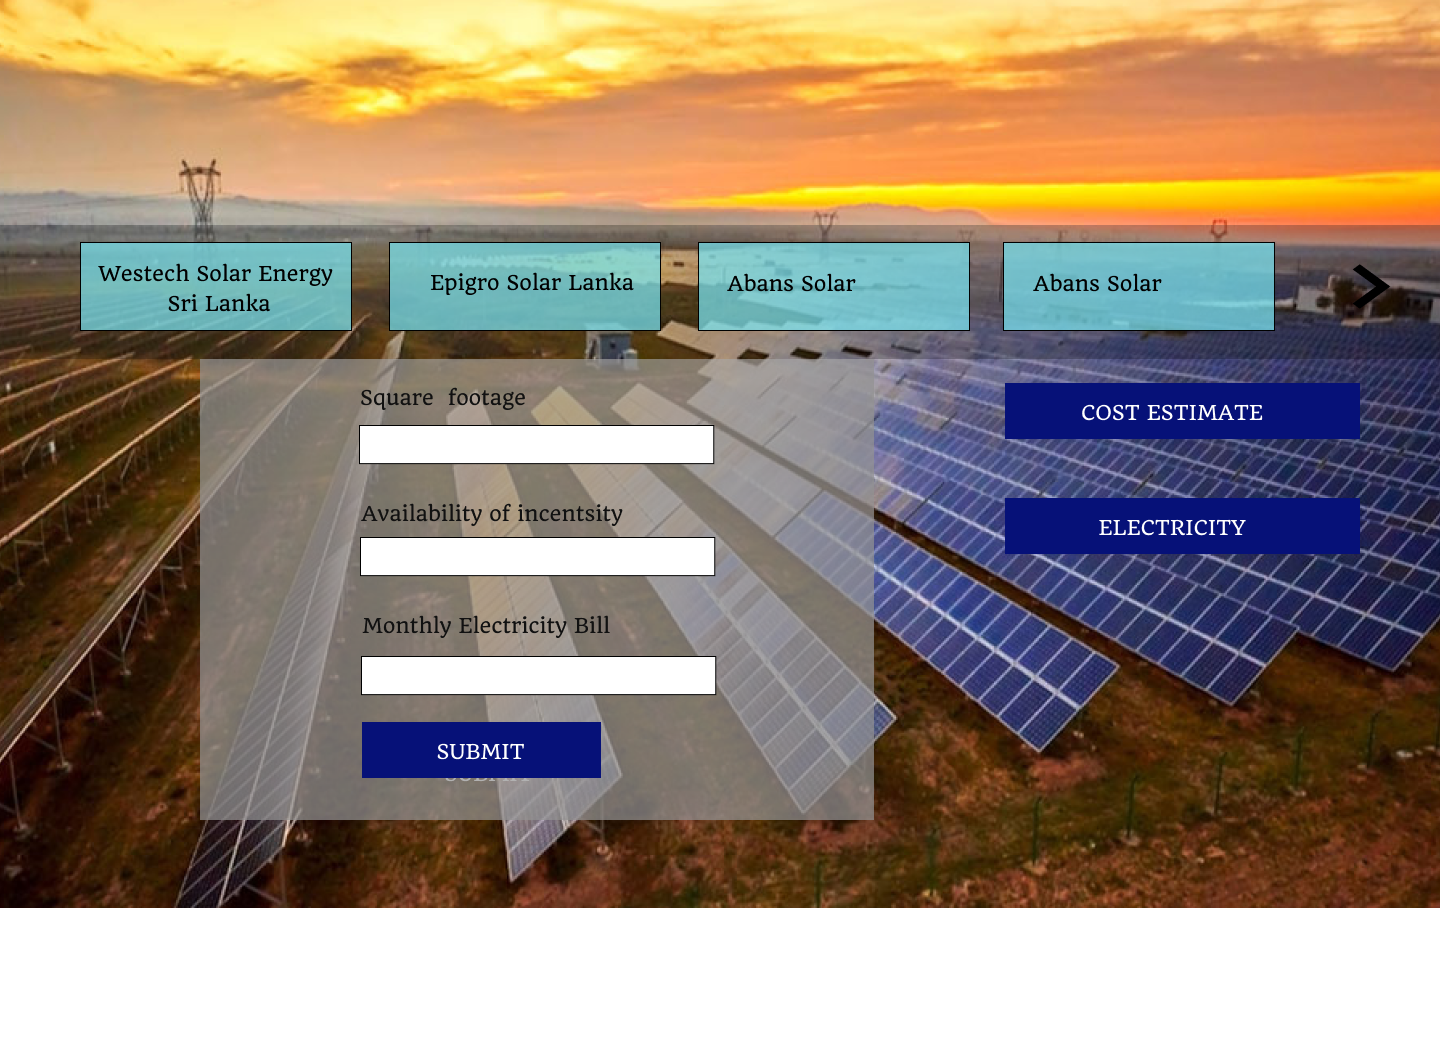 Westech Solar Energy
Sri Lanka
Epigro Solar Lanka
Abans Solar
Abans Solar
Square footage
Availability of incentsity
Monthly Electricity Bill
SUBMIT
SUBMIT
COST ESTIMATE
ELECTRICITY